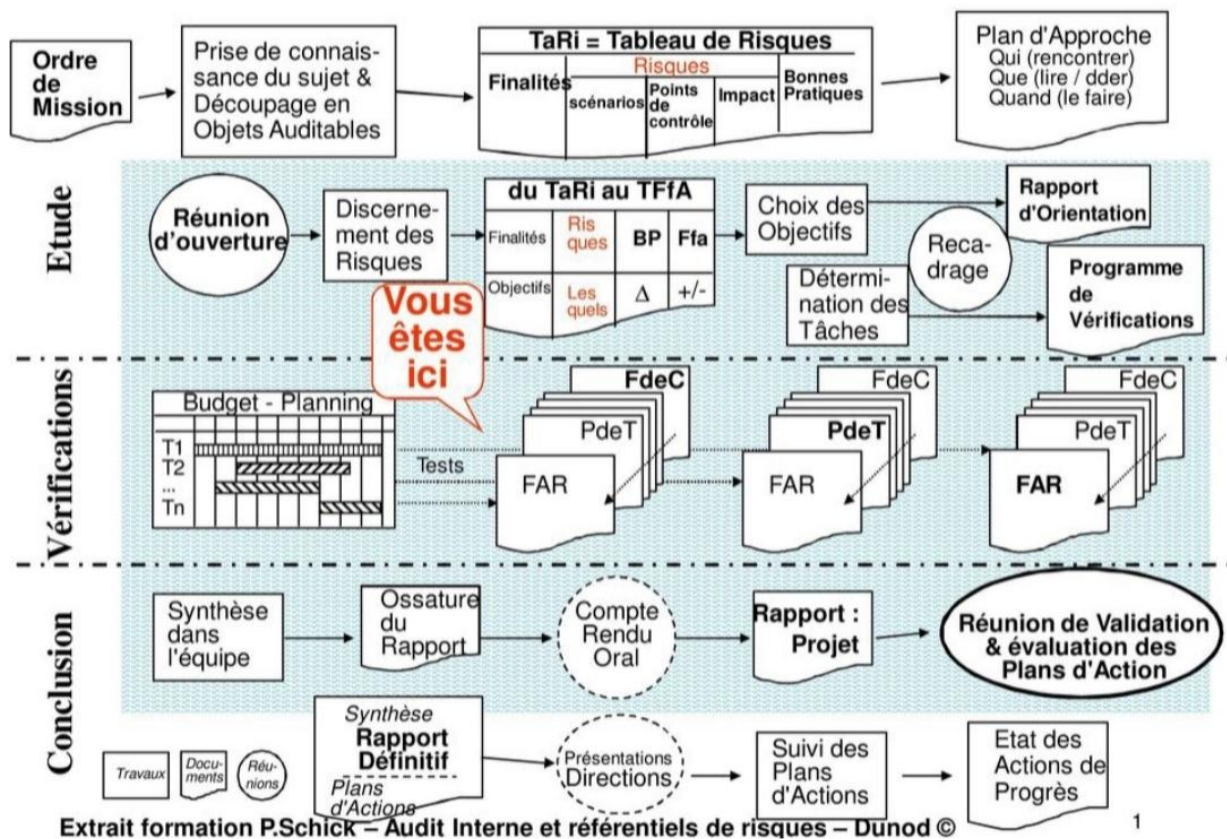 Ordre
de
Mission
Prise de connais-
sance du sujet &
Découpage en
Objets Auditables
TaRi = Tableau de Risques
Risques
Finalités
scénarios
Points
de
contrôle
Impact
Bonnes
Pratiques
Plan d'Approche
Qui (rencontrer)
Que (lire / dder)
Quand (le faire)
Etude
Réunion
d'ouverture
Discerne-
ment des
Risques
du TaRi au TFfA
Finalités
Ris
ques
BP
Ffa
Objectifs
Les
quels
Δ
+/-
Choix des
Objectifs
Détermi-
nation des
Tâches
Reca-
drage
Rapport
d'Orientation
Programme
de
Vérifications
Vous
êtes
ici
Vérifications
Budget - Planning
T1
T2
...
Tn
Tests
FdeC
PdeT
FAR
FdeC
PdeT
FAR
FdeC
PdeT
FAR
Conclusion
Synthèse
dans
l'équipe
Ossature
du
Rapport
Compte
Rendu
Oral
Rapport :
Projet
Réunion de Validation
& évaluation des
Plans d'Action
Travaux
Docu-
ments
Réu-
nions
Synthèse
Rapport
Définitif
Plans
d'Actions
Présentations
Directions
Suivi des
Plans
d'Actions
Etat des
Actions de
Progrès
Extrait formation P.Schick – Audit Interne et référentiels de risques – Dunod ©
1